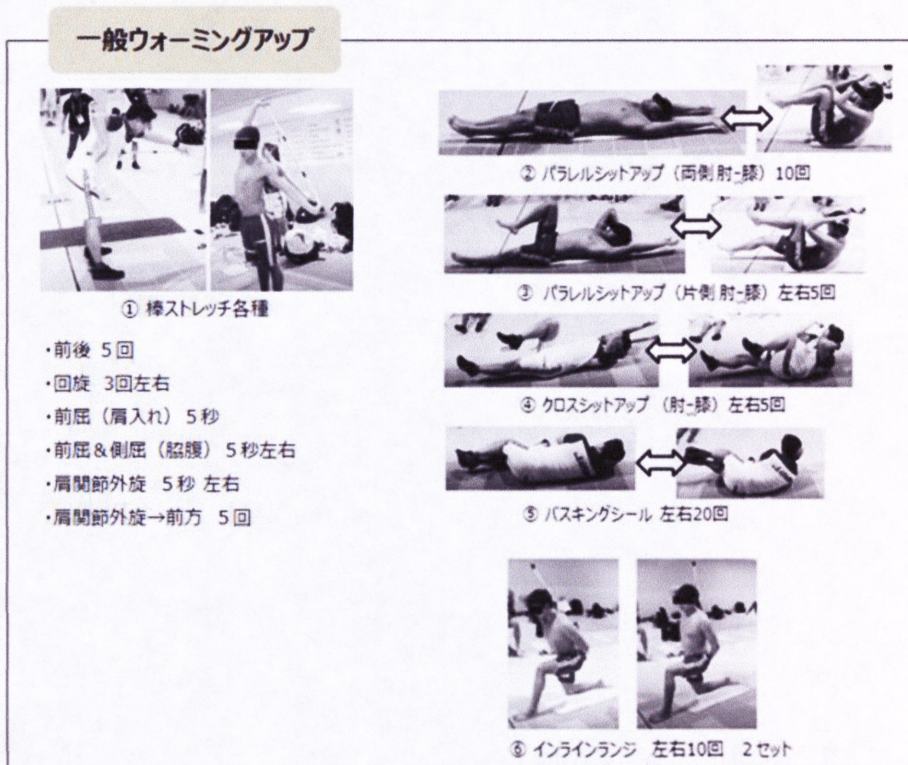 一般ウォーミングアップ
① 棒ストレッチ各種
・前後 5回
・回旋 3回左右
・前屈（肩入れ）5秒
・前屈&側屈（脇腹）5秒左右
・肩関節外旋 5秒 左右
・肩関節外旋→前方 5回
② パラレルシットアップ（両側 肘-膝）10回
③ パラレルシットアップ（片側 肘-膝）左右5回
④ クロスシットアップ（肘-膝）左右5回
⑤ バスキングシール 左右20回
⑥ インラインランジ 左右10回 2セット